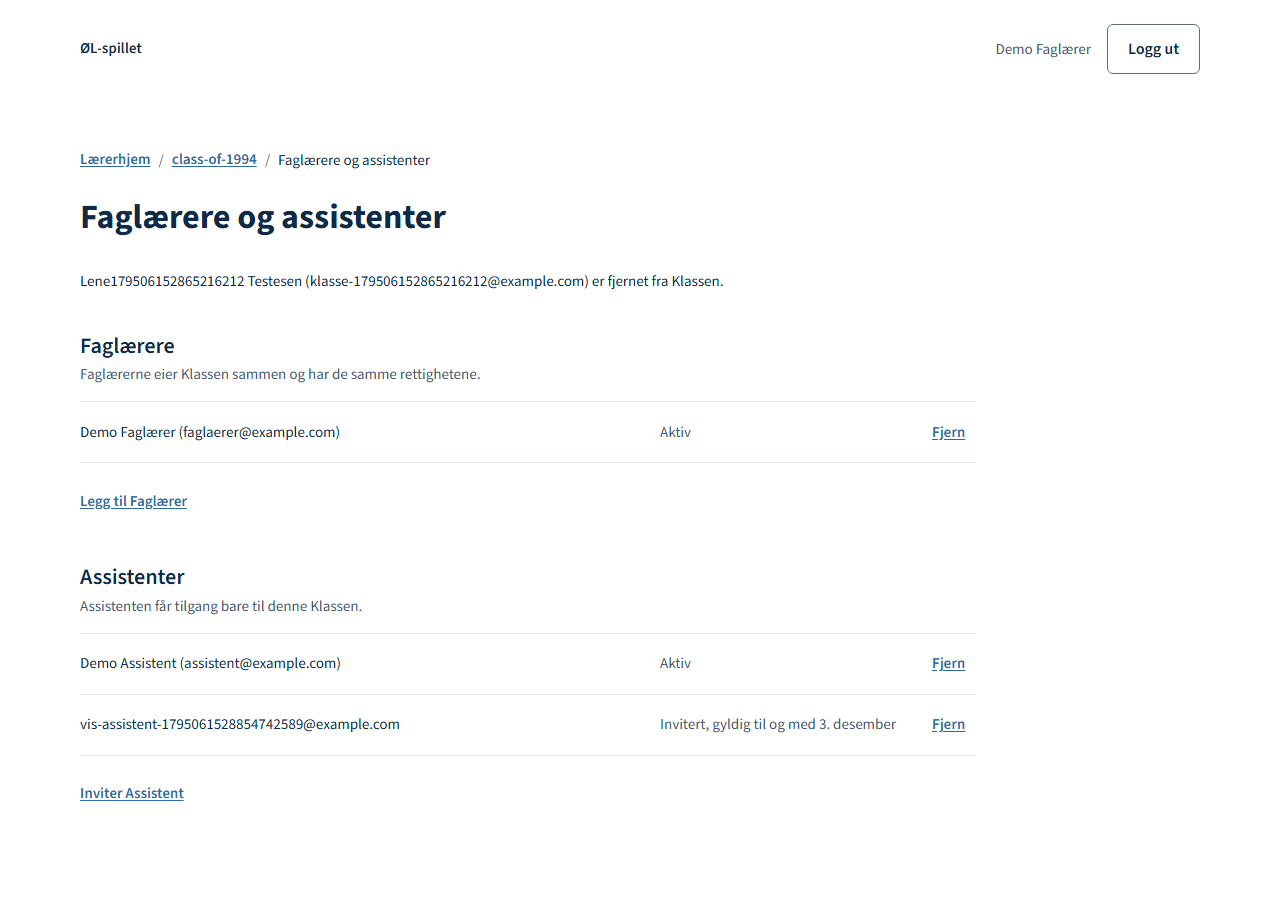 ØL-spillet
Demo Faglærer
Logg ut
Lærerhjem / class-of-1994 / Faglærere og assistenter
Faglærere og assistenter
Lene179506152865216212 Testesen (klasse-179506152865216212@example.com) er fjernet fra Klassen.
Faglærere
Faglærerne eier Klassen sammen og har de samme rettighetene.
Demo Faglærer (faglaerer@example.com) Aktiv Fjern
Legg til Faglærer
Assistenter
Assistenten får tilgang bare til denne Klassen.
Demo Assistent (assistent@example.com) Aktiv Fjern
vis-assistent-1795061528854742589@example.com Invitert, gyldig til og med 3. desember Fjern
Inviter Assistent